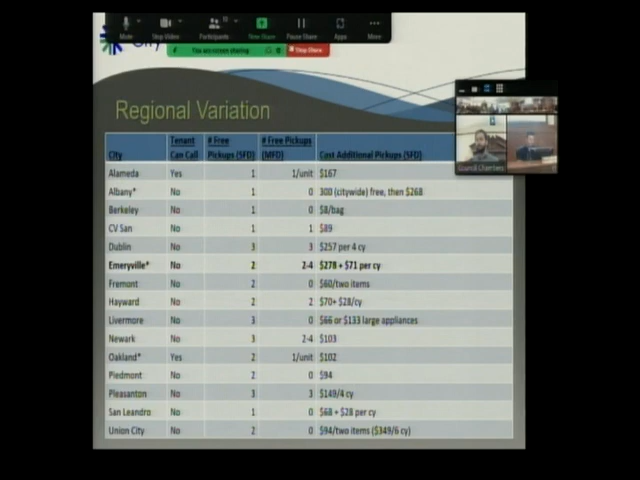 Mute Stop Video Participants 10 New Share Pause Share Apps More
City
You are screen sharing Stop Share
Regional Variation
City Tenant Can Call # Free Pickups (SFD) # Free Pickups (MFD) Cost Additional Pickups (SFD)
Alameda Yes 1 1/unit $167
Albany* No 1 0 300 (citywide) free, then $268
Berkeley No 1 0 $8/bag
CV San No 1 1 $89
Dublin No 3 3 $257 per 4 cy
Emeryville* No 2 2-4 $278 + $71 per cy
Fremont No 2 0 $60/two items
Hayward No 2 2 $70+ $28/cy
Livermore No 3 0 $66 or $133 large appliances
Newark No 3 2-4 $103
Oakland* Yes 2 1/unit $102
Piedmont No 2 0 $94
Pleasanton No 3 3 $149/4 cy
San Leandro No 1 0 $68 + $28 per cy
Union City No 2 0 $94/two items ($349/6 cy)
Council Chambers